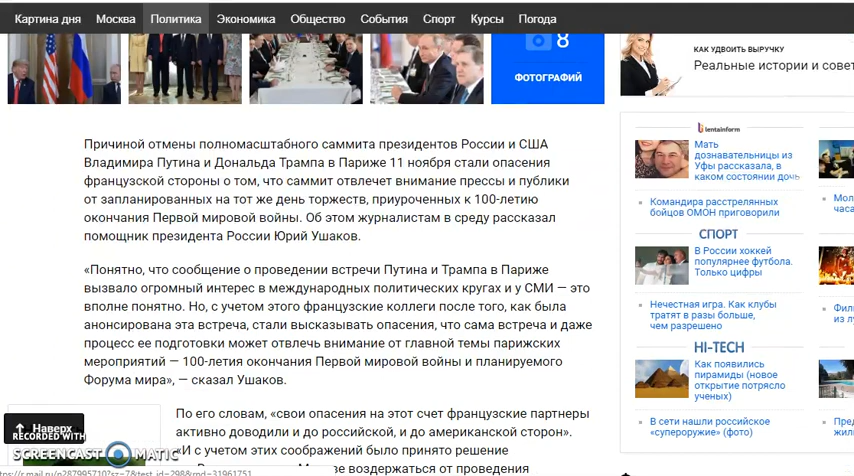 Картина дня Москва Политика Экономика Общество События Спорт Курсы Погода
8
ФОТОГРАФИЙ
КАК УДВОИТЬ ВЫРУЧКУ
Реальные истории и совет
Причиной отмены полномасштабного саммита президентов России и США
Владимира Путина и Дональда Трампа в Париже 11 ноября стали опасения
французской стороны о том, что саммит отвлечет внимание прессы и публики
от запланированных на тот же день торжеств, приуроченных к 100-летию
окончания Первой мировой войны. Об этом журналистам в среду рассказал
помощник президента России Юрий Ушаков.
«Понятно, что сообщение о проведении встречи Путина и Трампа в Париже
вызвало огромный интерес в международных политических кругах и у СМИ — это
вполне понятно. Но, с учетом этого французские коллеги после того, как была
анонсирована эта встреча, стали высказывать опасения, что сама встреча и даже
процесс ее подготовки может отвлечь внимание от главной темы парижских
мероприятий — 100-летия окончания Первой мировой войны и планируемого
Форума мира», — сказал Ушаков.
По его словам, «свои опасения на этот счет французские партнеры
активно доводили и до российской, и до американской сторон».
«И с учетом этих соображений было принято решение
ве воздержаться от проведения
Наверх
RECORDED WITH
SCREENCAST MATIC
lentainform
Мать
дознавательницы из
Уфы рассказала, в
каком состоянии дочь
Командира расстрелянных
бойцов ОМОН приговорили
Мол
часа
СПОРТ
В России хоккей
популярнее футбола.
Только цифры
Нечестная игра. Как клубы
тратят в разы больше,
чем разрешено
Фил
из лу
HI-TECH
Как появились
пирамиды (новое
открытие потрясло
ученых)
В сети нашли российское
«супероружие» (фото)
Пред
жил